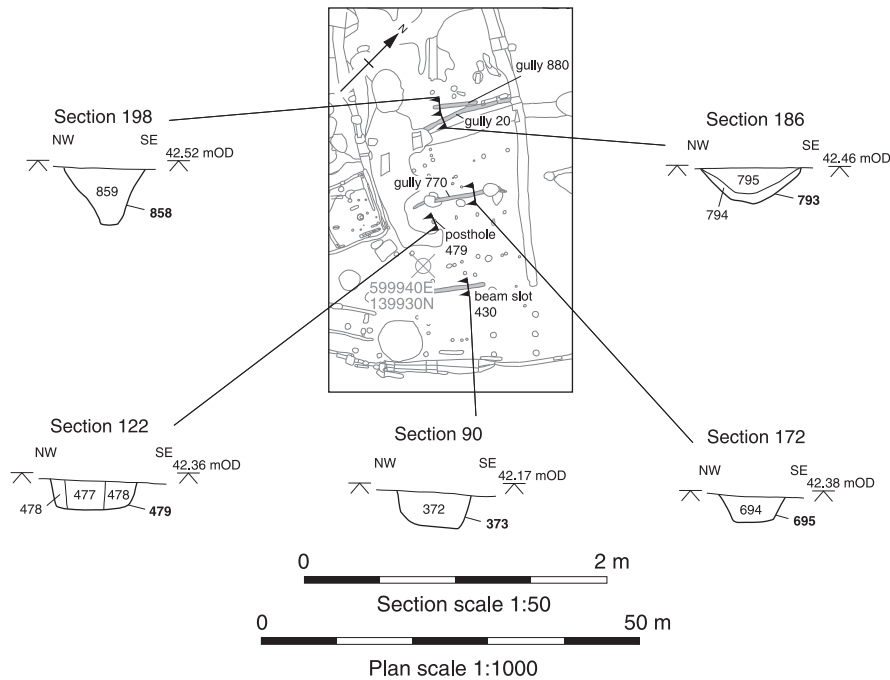 N
gully 880
gully 20
gully 770
posthole
479
599940E
139930N
beam slot
430
Section 198
NW SE
42.52 mOD
859
858
Section 186
NW SE
42.46 mOD
795
794
793
Section 122
NW SE
42.36 mOD
478 477 478
479
Section 90
NW SE
42.17 mOD
372
373
Section 172
NW SE
42.38 mOD
694
695
0 2 m
Section scale 1:50
0 50 m
Plan scale 1:1000